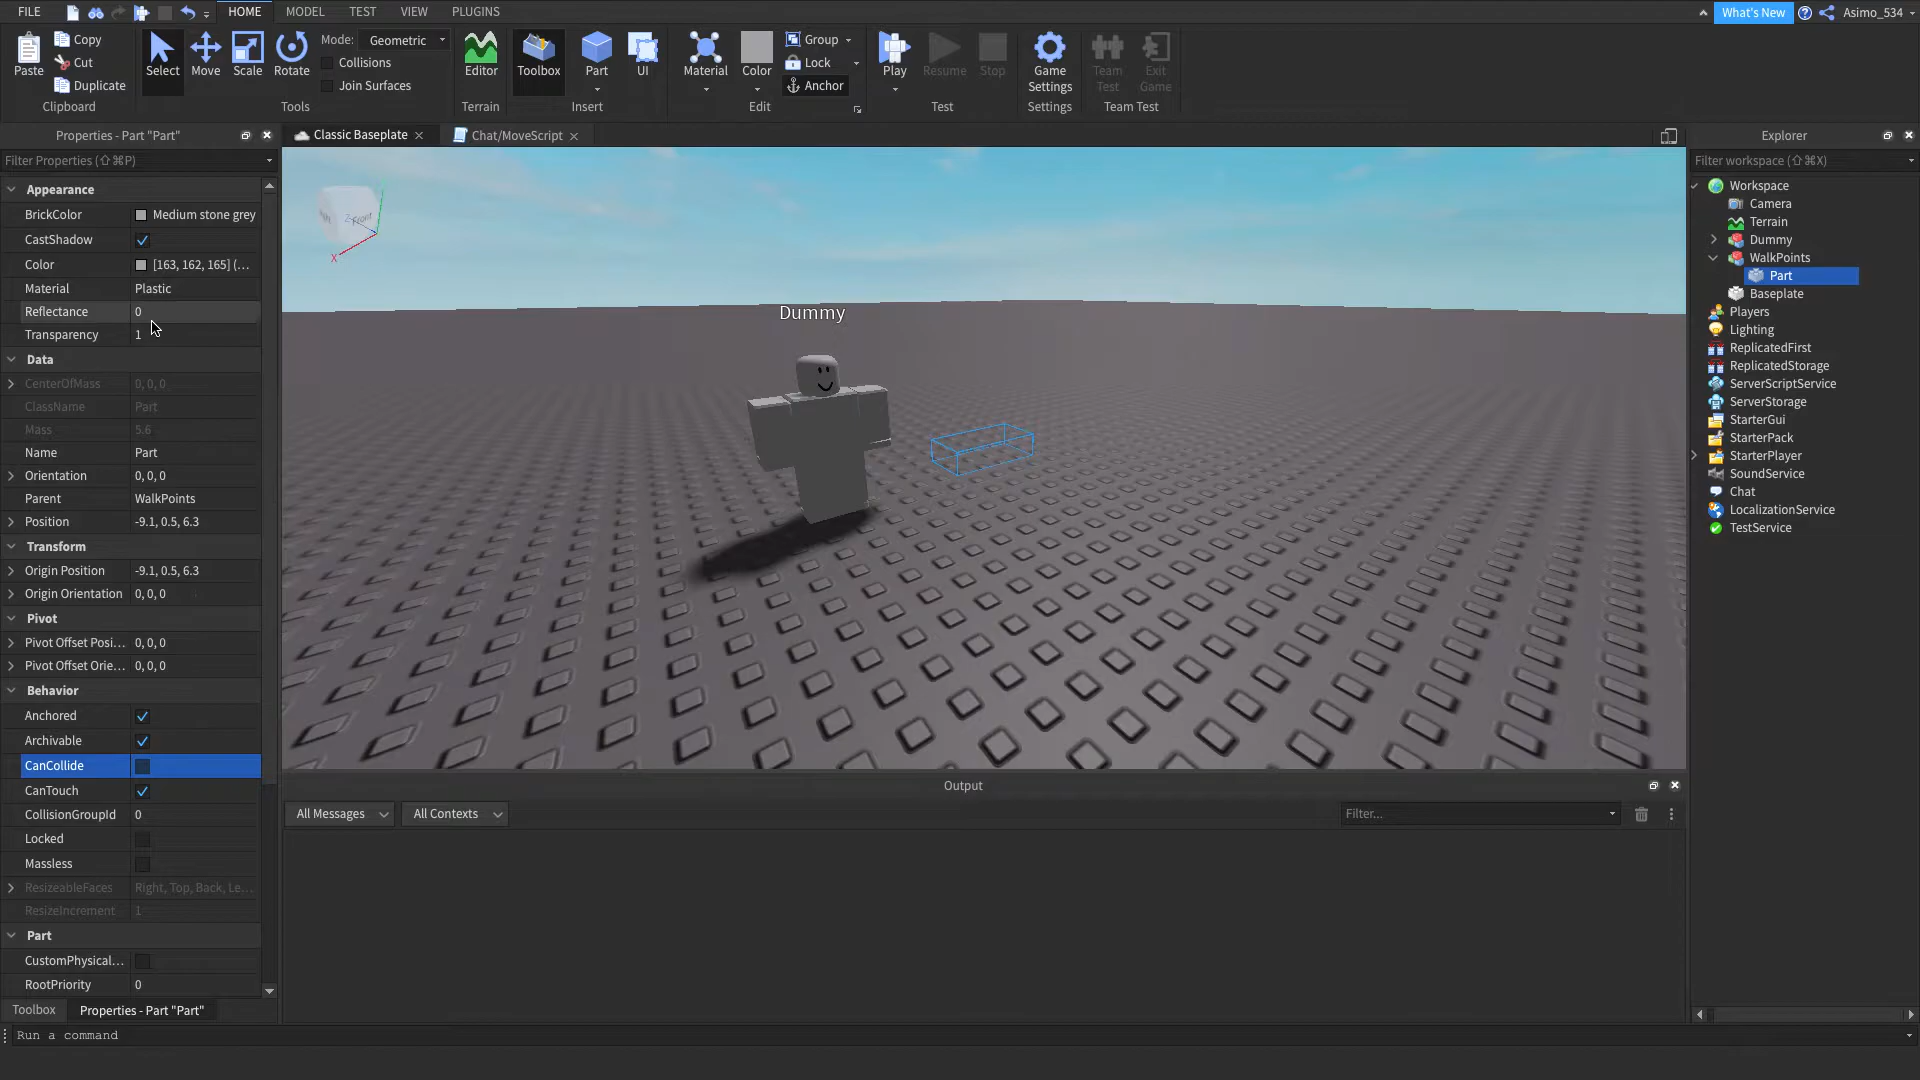 FILE HOME MODEL TEST VIEW PLUGINS What's New Asimo_534
Paste Copy Cut Duplicate Clipboard
Select Move Scale Rotate Mode: Geometric Collisions Join Surfaces Tools
Editor Terrain
Toolbox Part UI Insert
Material Color Group Lock Anchor Edit
Play Resume Stop Test
Game Settings Settings
Team Test Exit Game Team Test
Properties - Part "Part"
Filter Properties (⇧⌘P)
Appearance
BrickColor Medium stone grey
CastShadow
Color [163, 162, 165] (...
Material Plastic
Reflectance 0
Transparency 1
Data
CenterOfMass 0, 0, 0
ClassName Part
Mass 5.6
Name Part
Orientation 0, 0, 0
Parent WalkPoints
Position -9.1, 0.5, 6.3
Transform
Origin Position -9.1, 0.5, 6.3
Origin Orientation 0, 0, 0
Pivot
Pivot Offset Posi... 0, 0, 0
Pivot Offset Orie... 0, 0, 0
Behavior
Anchored
Archivable
CanCollide
CanTouch
CollisionGroupId 0
Locked
Massless
ResizeableFaces Right, Top, Back, Le...
ResizeIncrement 1
Part
CustomPhysical...
RootPriority 0
Toolbox Properties - Part "Part"
Run a command
Classic Baseplate Chat/MoveScript
Front
X
Dummy
Output
All Messages All Contexts Filter...
Explorer
Filter workspace (⇧⌘X)
Workspace
Camera
Terrain
Dummy
WalkPoints
Part
Baseplate
Players
Lighting
ReplicatedFirst
ReplicatedStorage
ServerScriptService
ServerStorage
StarterGui
StarterPack
StarterPlayer
SoundService
Chat
LocalizationService
TestService